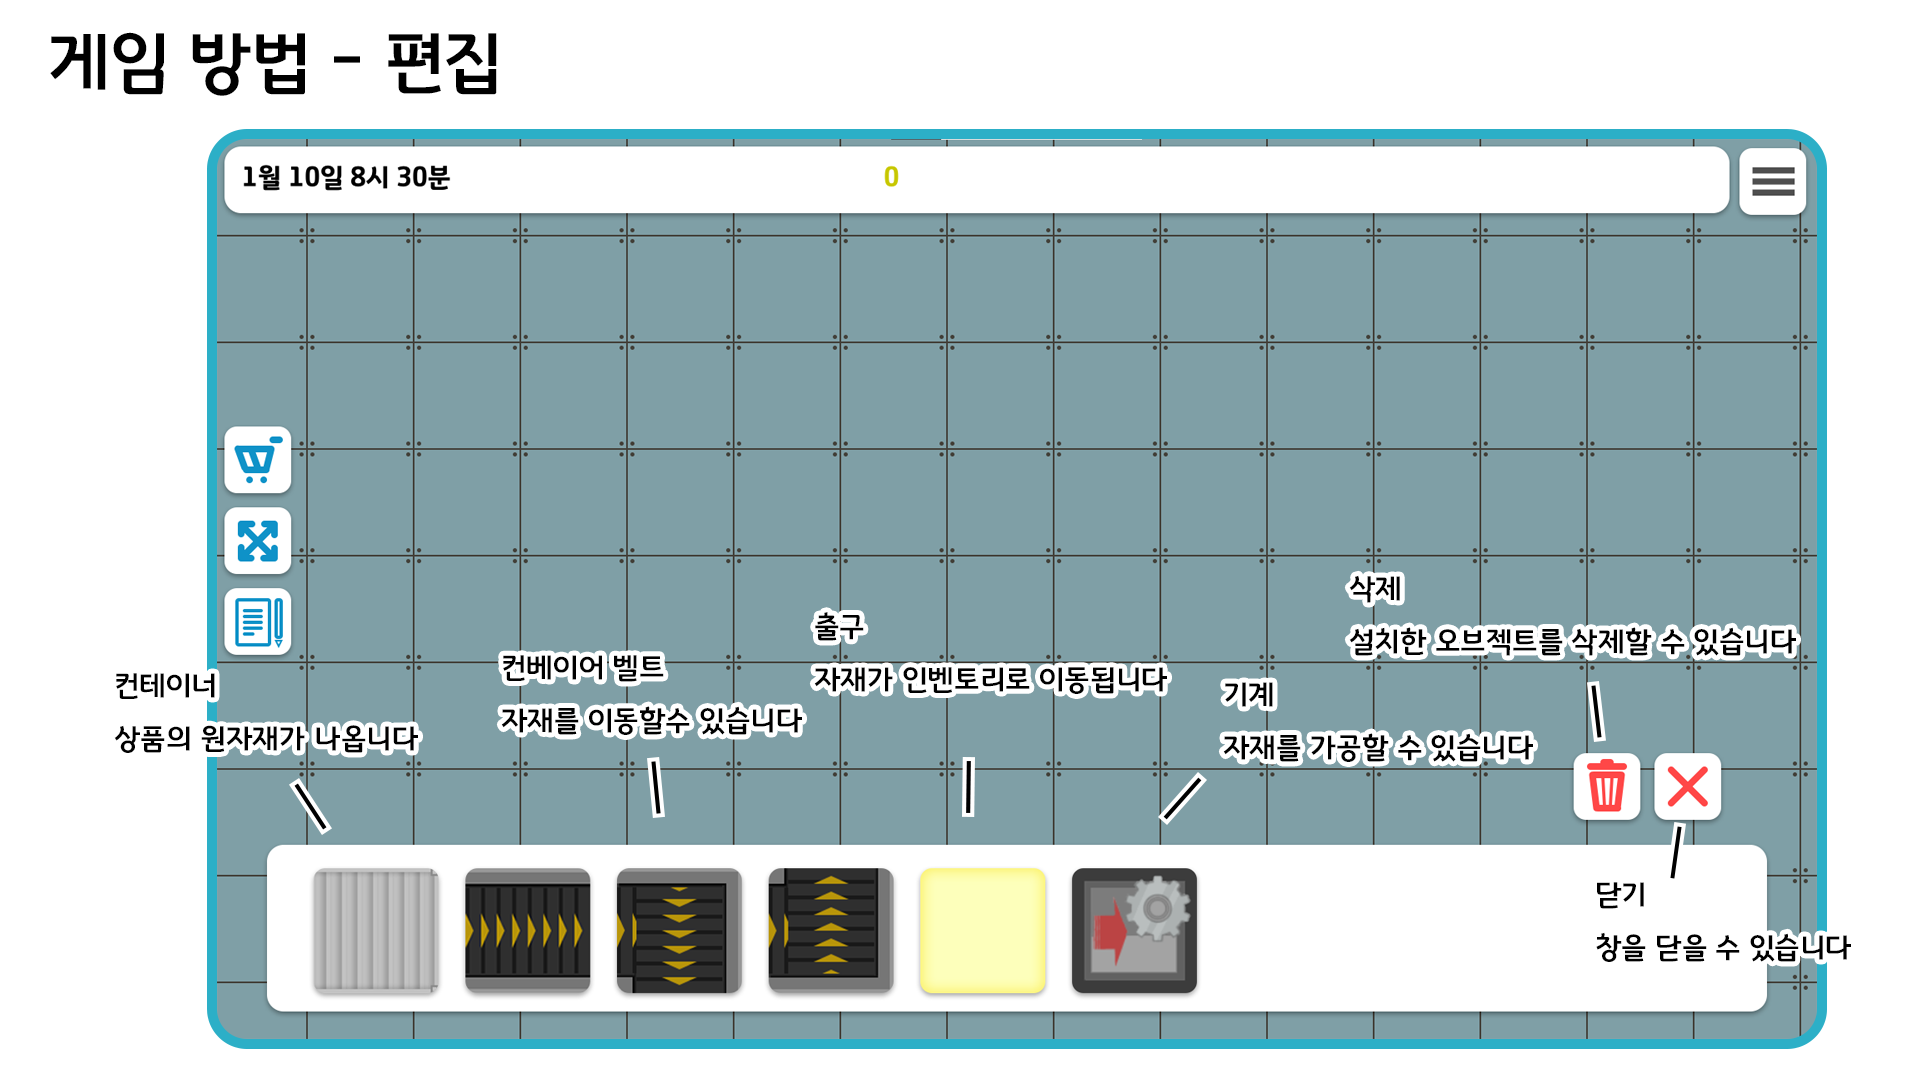 게임 방법 - 편집
1월 10일 8시 30분
0
삭제
설치한 오브젝트를 삭제할 수 있습니다
출구
자재가 인벤토리로 이동됩니다
컨베이어 벨트
자재를 이동할수 있습니다
컨테이너
상품의 원자재가 나옵니다
기계
자재를 가공할 수 있습니다
닫기
창을 닫을 수 있습니다